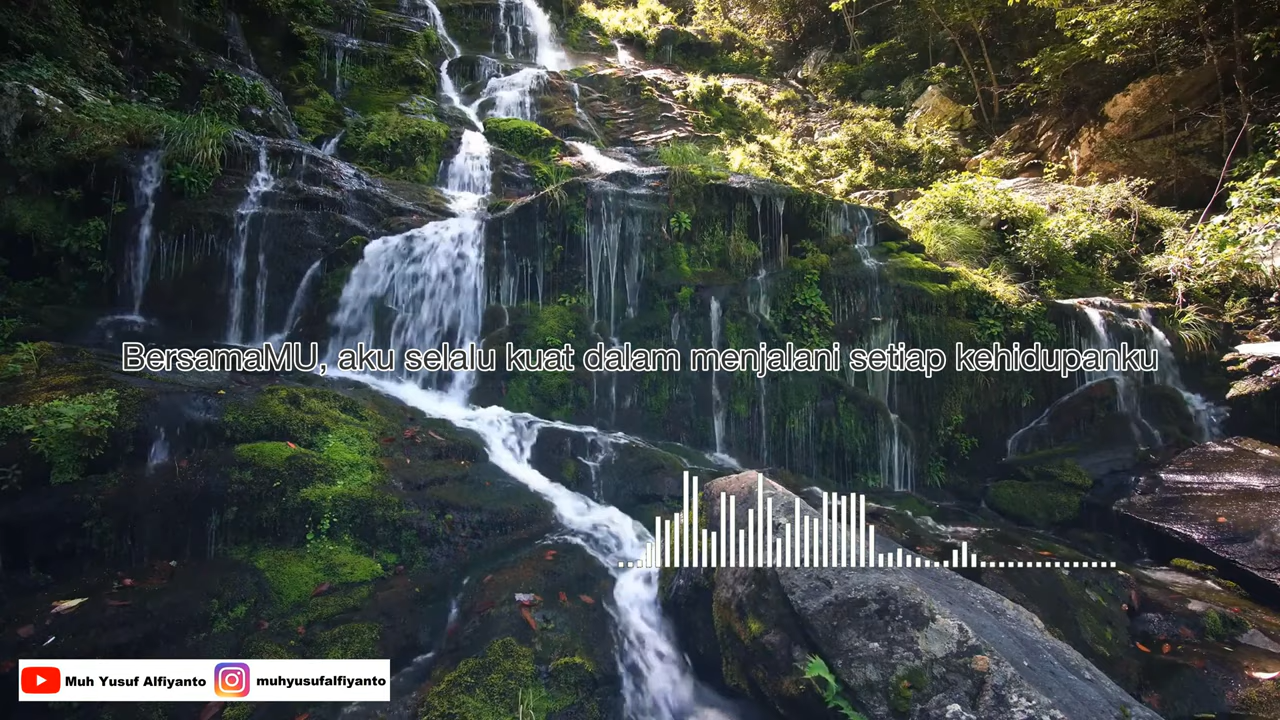 BersamaMU, aku selalu kuat dalam menjalani setiap kehidupanku
Muh Yusuf Alfiyanto muhyusufalfiyanto